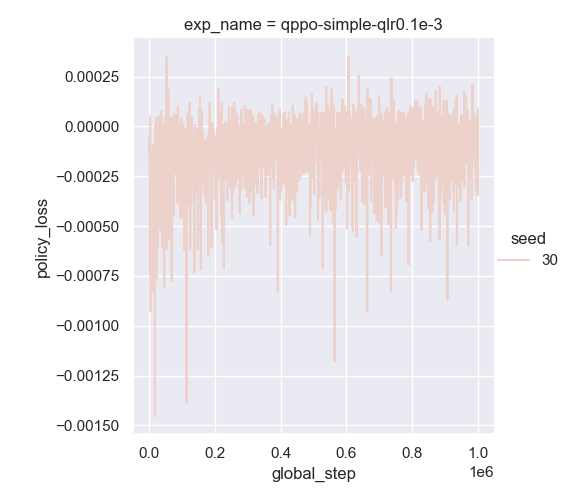 exp_name = qppo-simple-qlr0.1e-3
0.00025
0.00000
−0.00025
−0.00050
−0.00075
−0.00100
−0.00125
−0.00150
policy_loss
0.0 0.2 0.4 0.6 0.8 1.0
1e6
global_step
seed
30